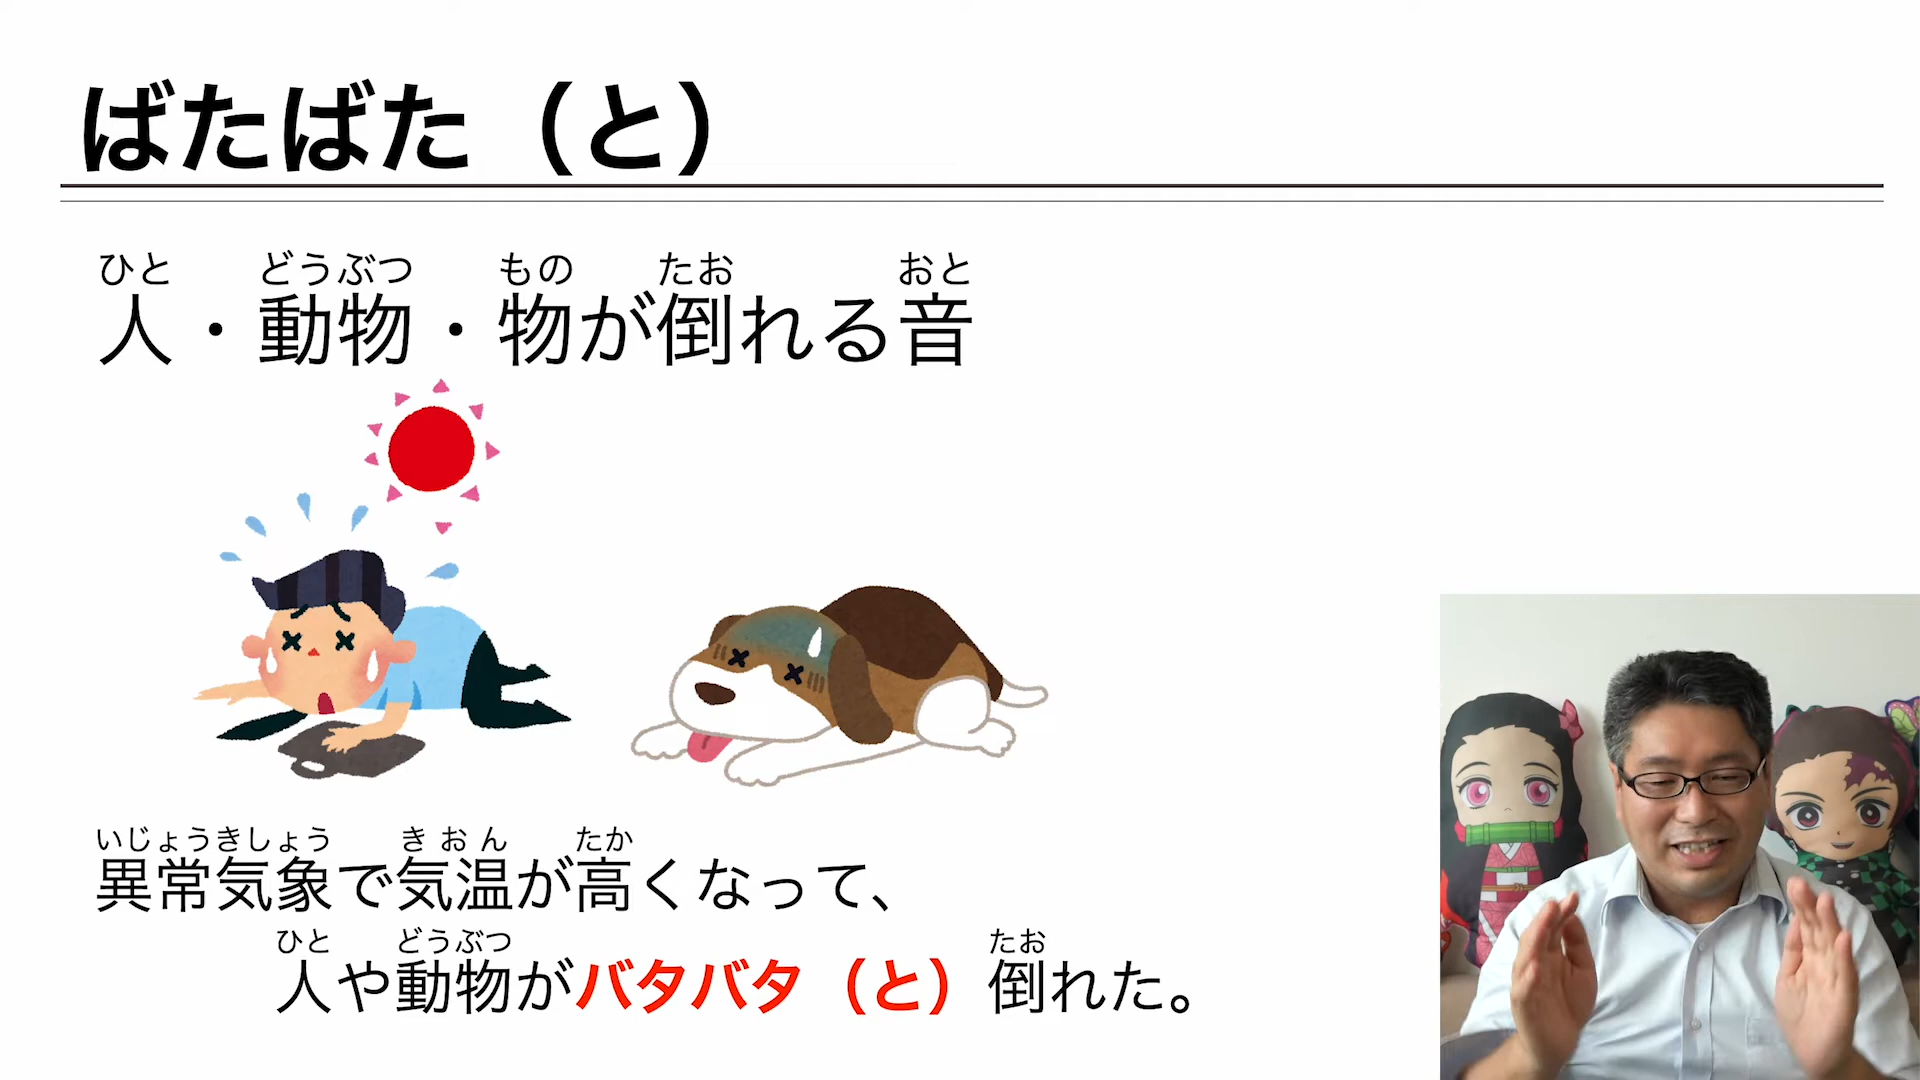 ばたばた（と）
ひと どうぶつ もの たお おと
人・動物・物が倒れる音
いじょうきしょう きおん たか
異常気象で気温が高くなって、
ひと どうぶつ たお
人や動物がバタバタ（と）倒れた。